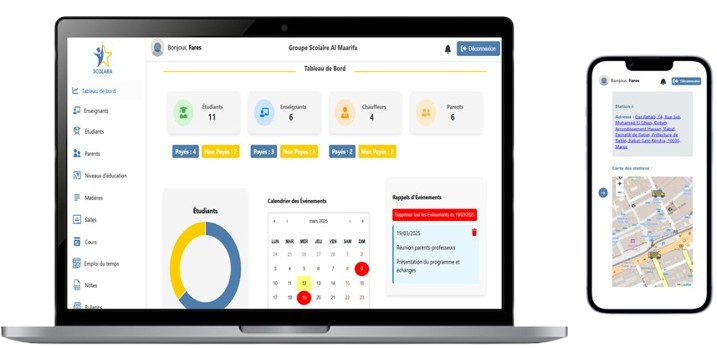 SCOLARA
Bonjour, Fares
Groupe Scolaire Al Maarifa
Déconnexion
Tableau de Bord
Tableau de bord
Enseignants
Étudiants
Parents
Niveaux d'éducation
Matières
Salles
Cours
Emploi du temps
Notes
Bulletins
Étudiants
11
Enseignants
6
Chauffeurs
4
Parents
6
Payés : 4
Non Payés : 7
Payés : 3
Non Payés : 3
Payés : 2
Non Payés : 2
Étudiants
Calendrier des Événements
« ‹ mars 2025 › »
LUN MAR MER JEU VEN SAM DIM
24 25 26 27 28 1 2
3 4 5 6 7 8 9
10 11 12 13 14 15 16
17 18 19 20 21 22 23
Rappels d'Événements
Supprimer tout les Événements du 19/03/2025
19/03/2025
Réunion parents-professeurs
Présentation du programme et
échanges
Bonjour, Fares
Déconnexion
Station 1
Adresse : Dar Rabab, 14, Rue Sidi
Mohamed El Ghazi, Océan,
Arrondissement Hassan, Rabat,
Pachalik de Rabat, Préfecture de
Rabat, Rabat-Salé-Kénitra, 10030,
Maroc
Carte des stations :
+
−
Leaflet